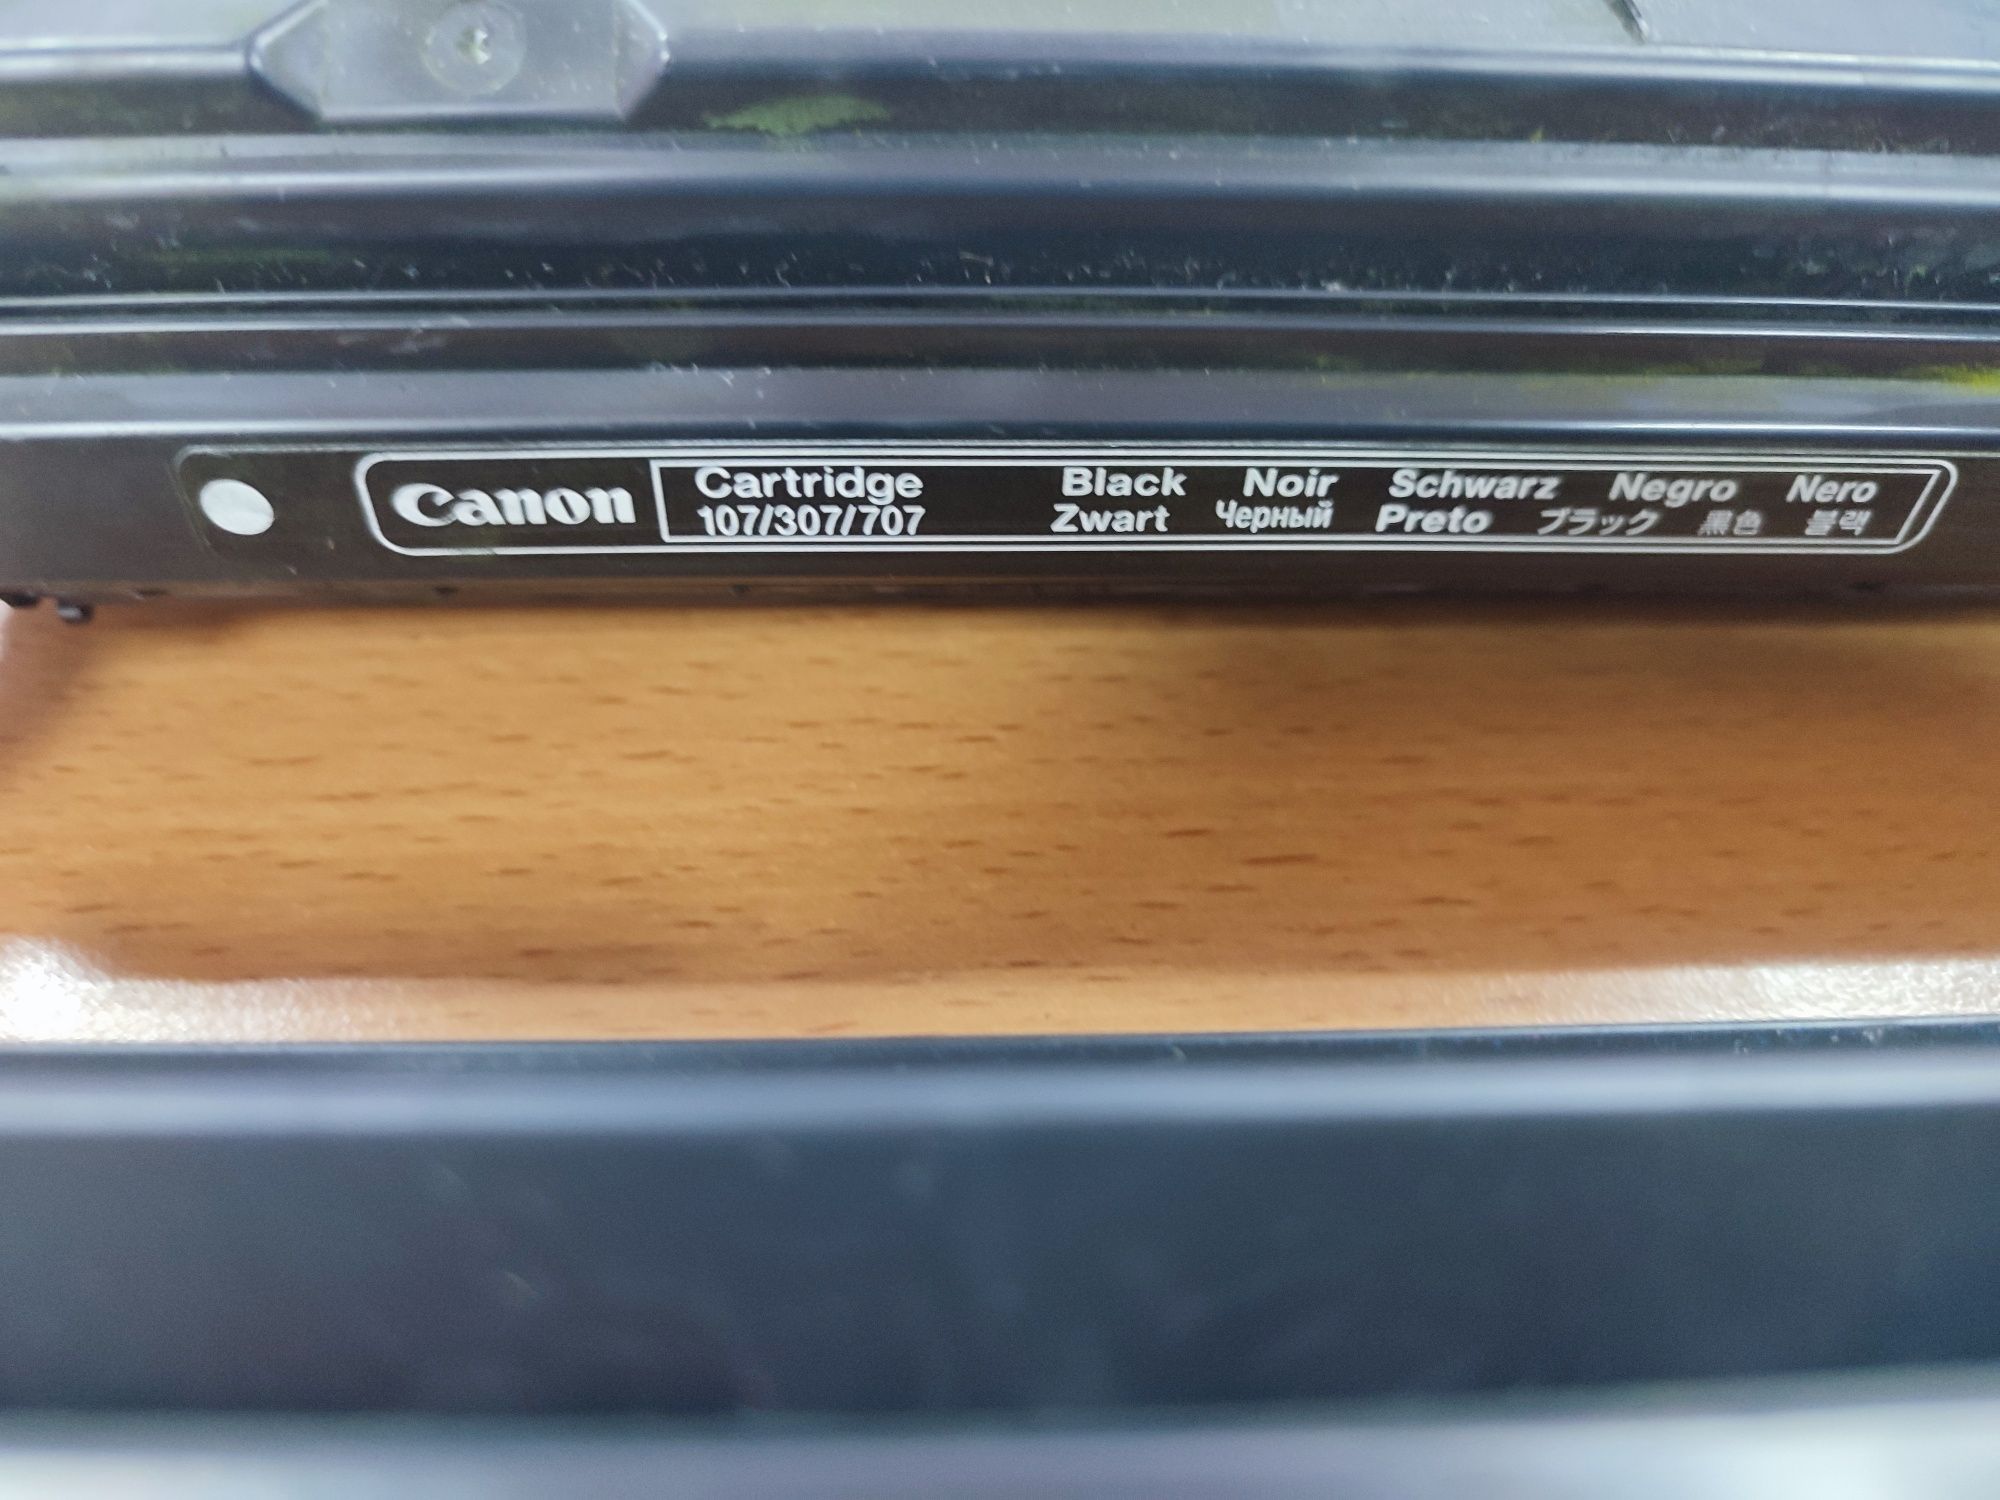 Canon
Cartridge Black Noir Schwarz Negro Nero
107/307/707 Zwart Черный Preto ブラック 黒色 블랙